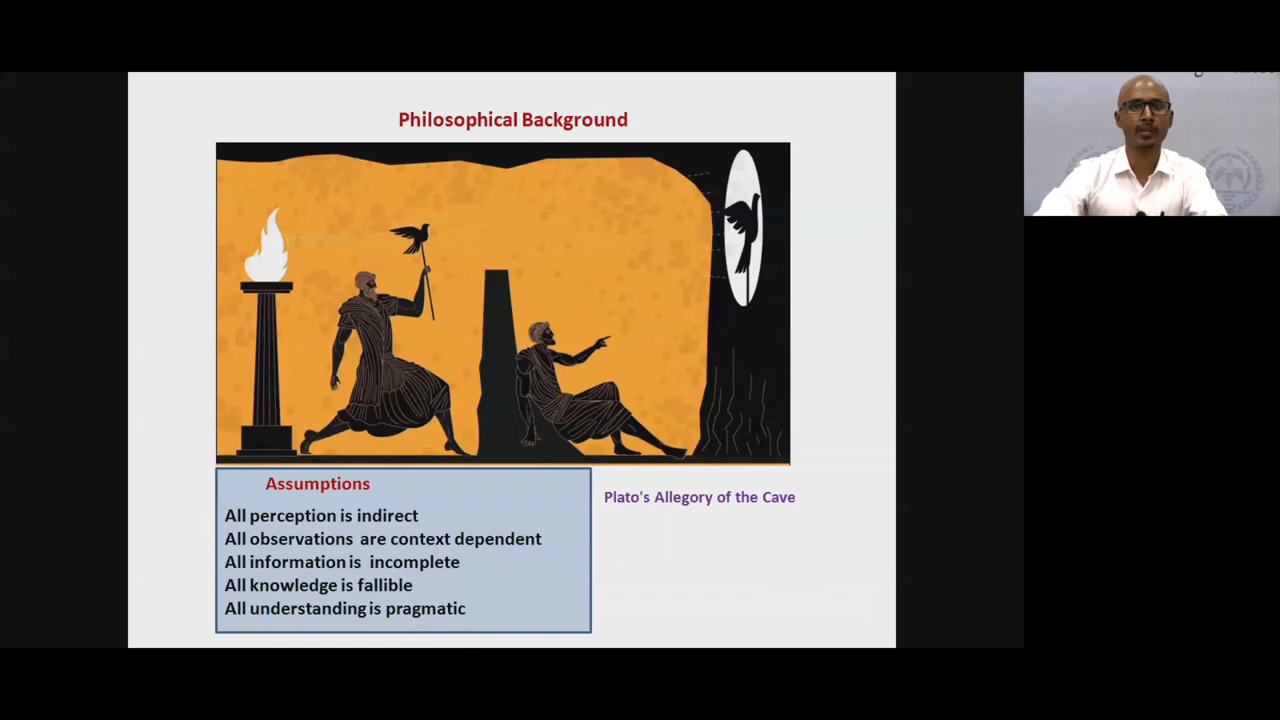 Philosophical Background
Assumptions
All perception is indirect
All observations are context dependent
All information is incomplete
All knowledge is fallible
All understanding is pragmatic
Plato's Allegory of the Cave